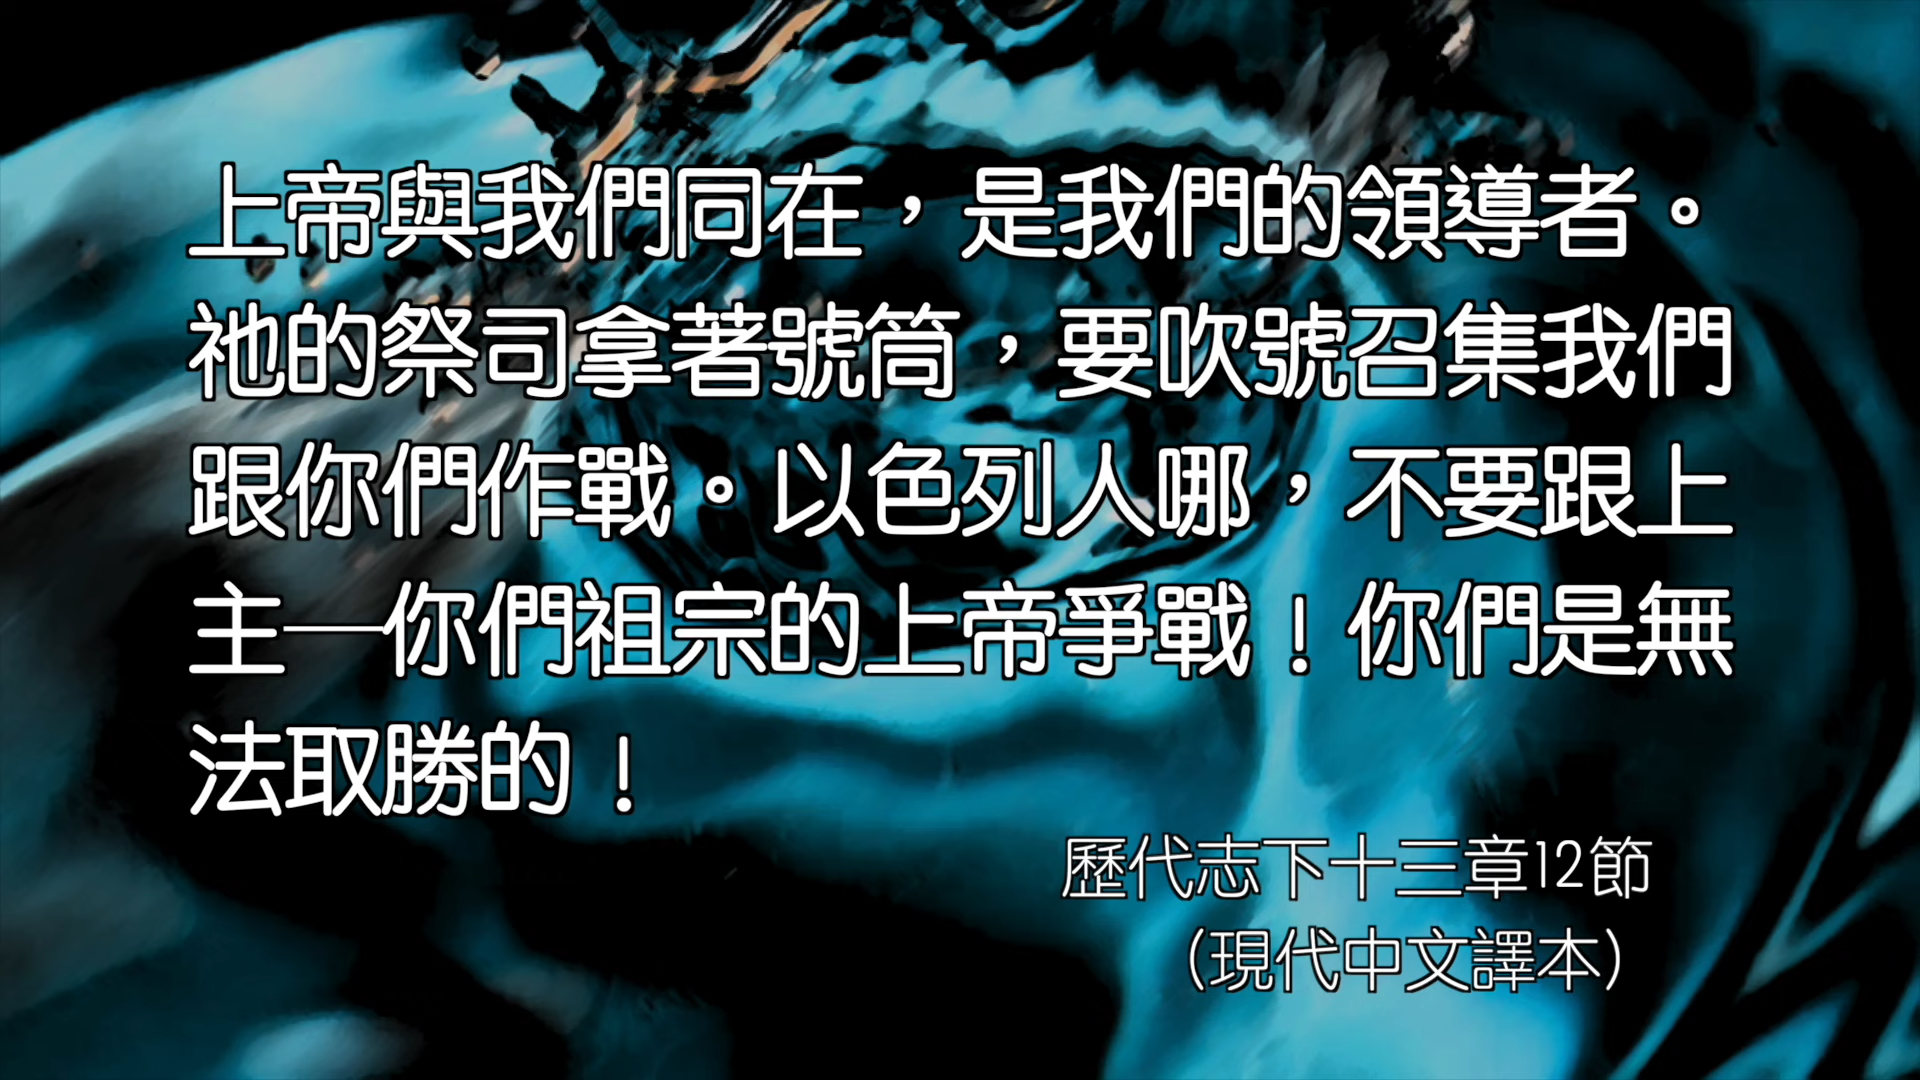 上帝與我們同在，是我們的領導者。
祂的祭司拿著號筒，要吹號召集我們
跟你們作戰。以色列人哪，不要跟上
主—你們祖宗的上帝爭戰！你們是無
法取勝的！
歷代志下十三章12節
（現代中文譯本）